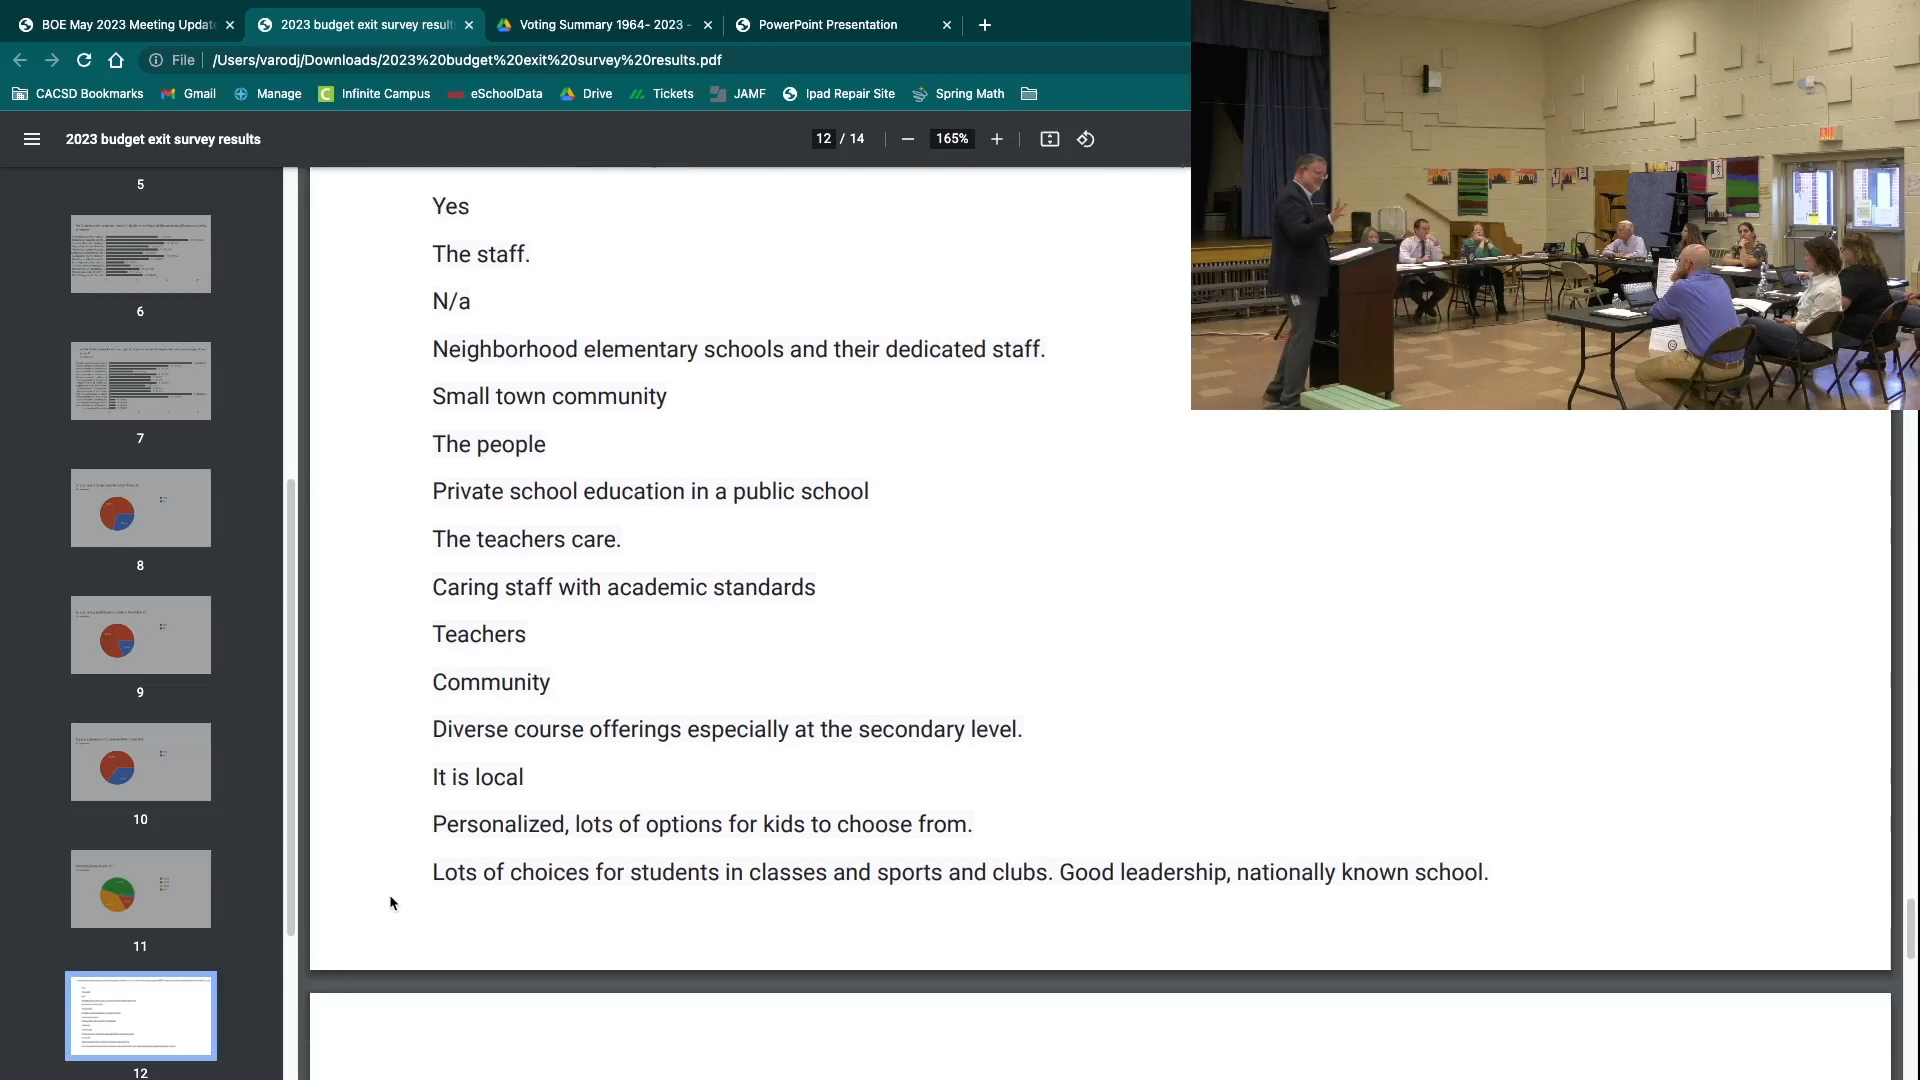 BOE May 2023 Meeting Update
2023 budget exit survey result
Voting Summary 1964- 2023 -
PowerPoint Presentation
File
/Users/varodj/Downloads/2023%20budget%20exit%20survey%20results.pdf
CACSD Bookmarks
Gmail
Manage
Infinite Campus
eSchoolData
Drive
Tickets
JAMF
Ipad Repair Site
Spring Math
2023 budget exit survey results
12 / 14
165%
5
6
7
8
9
10
11
12
Yes
The staff.
N/a
Neighborhood elementary schools and their dedicated staff.
Small town community
The people
Private school education in a public school
The teachers care.
Caring staff with academic standards
Teachers
Community
Diverse course offerings especially at the secondary level.
It is local
Personalized, lots of options for kids to choose from.
Lots of choices for students in classes and sports and clubs. Good leadership, nationally known school.